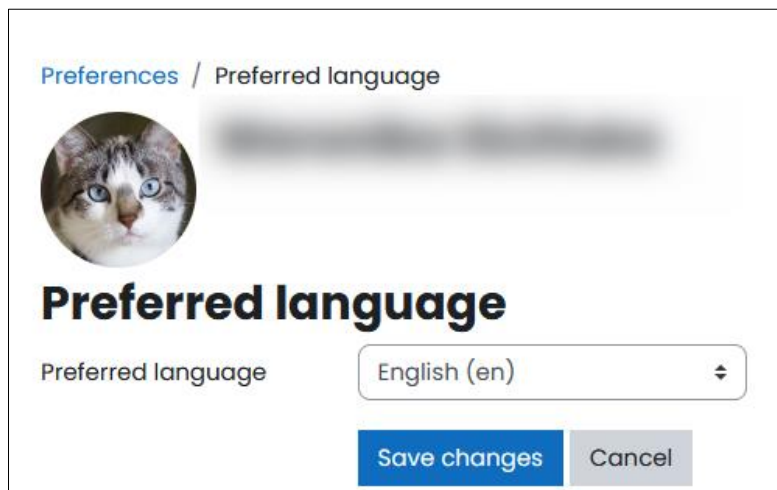 Preferences / Preferred language
Preferred language
Preferred language English (en)
Save changes Cancel